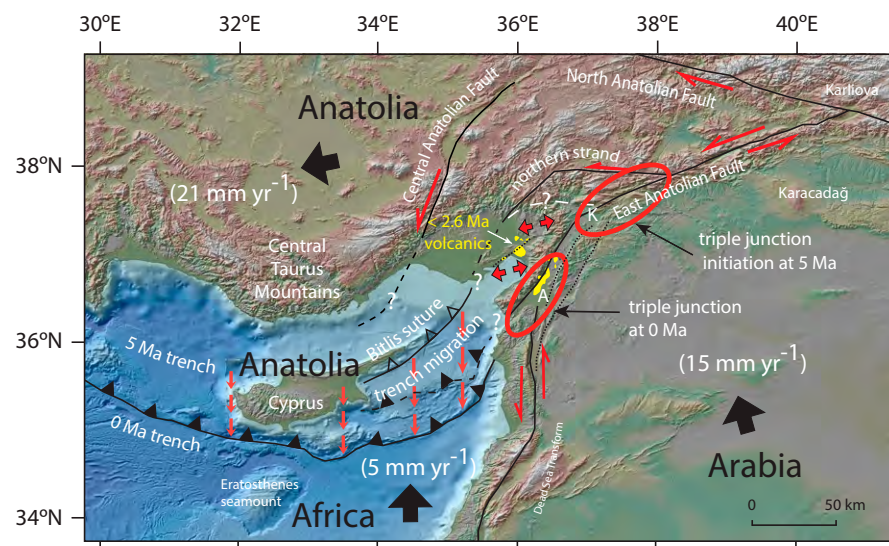 30°E 32°E 34°E 36°E 38°E 40°E
38°N
36°N
34°N
Anatolia
(21 mm yr-1)
Central Anatolian Fault
North Anatolian Fault
Karliova
northern strand
East Anatolian Fault
K
Karacadağ
?
< 2.6 Ma
volcanics
Central
Taurus
Mountains
triple junction
initiation at 5 Ma
?
?
A
?
triple junction
at 0 Ma
Bitlis suture
trench migration
5 Ma trench
Anatolia
Cyprus
(15 mm yr-1)
0 Ma trench
(5 mm yr-1)
Arabia
Eratosthenes
seamount
Africa
Dead Sea Transform
0 50 km